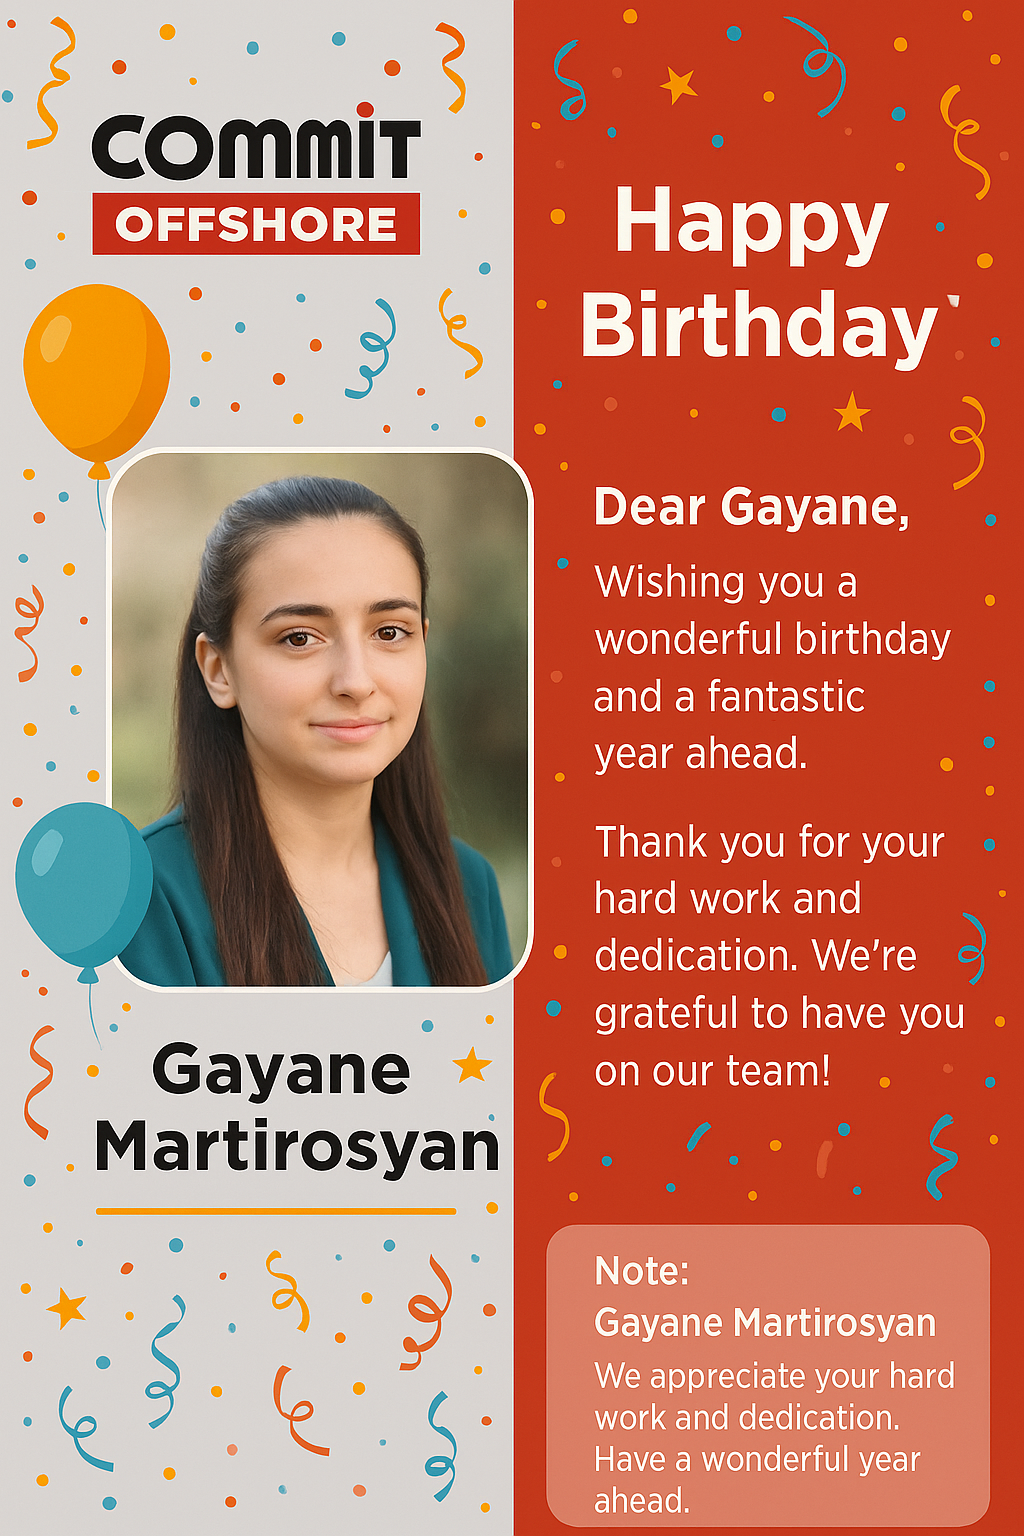 COMMIT
OFFSHORE
Gayane
Martirosyan
Happy
Birthday
Dear Gayane,
Wishing you a
wonderful birthday
and a fantastic
year ahead.
Thank you for your
hard work and
dedication. We're
grateful to have you
on our team!
Note:
Gayane Martirosyan
We appreciate your hard
work and dedication.
Have a wonderful year
ahead.